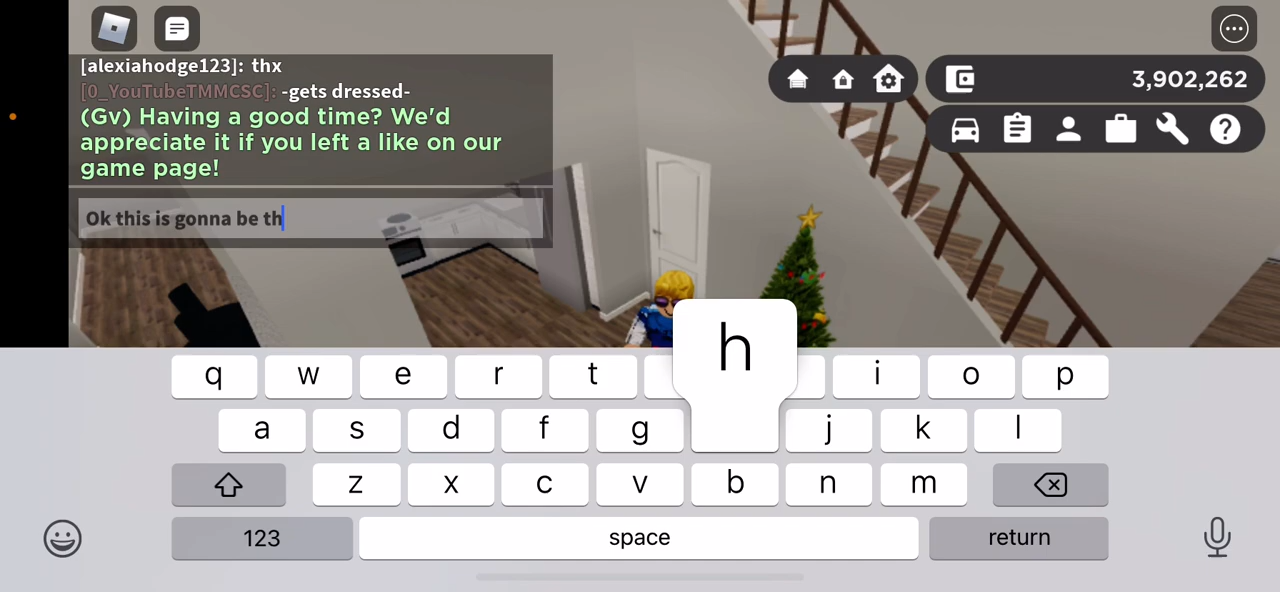 [alexiahodge123]: thx
[0_YouTubeTMMCSC]: -gets dressed-
(Gv) Having a good time? We'd
appreciate it if you left a like on our
game page!
3,902,262
Ok this is gonna be th
h
q w e r t i o p
a s d f g j k l
z x c v b n m
123 space return